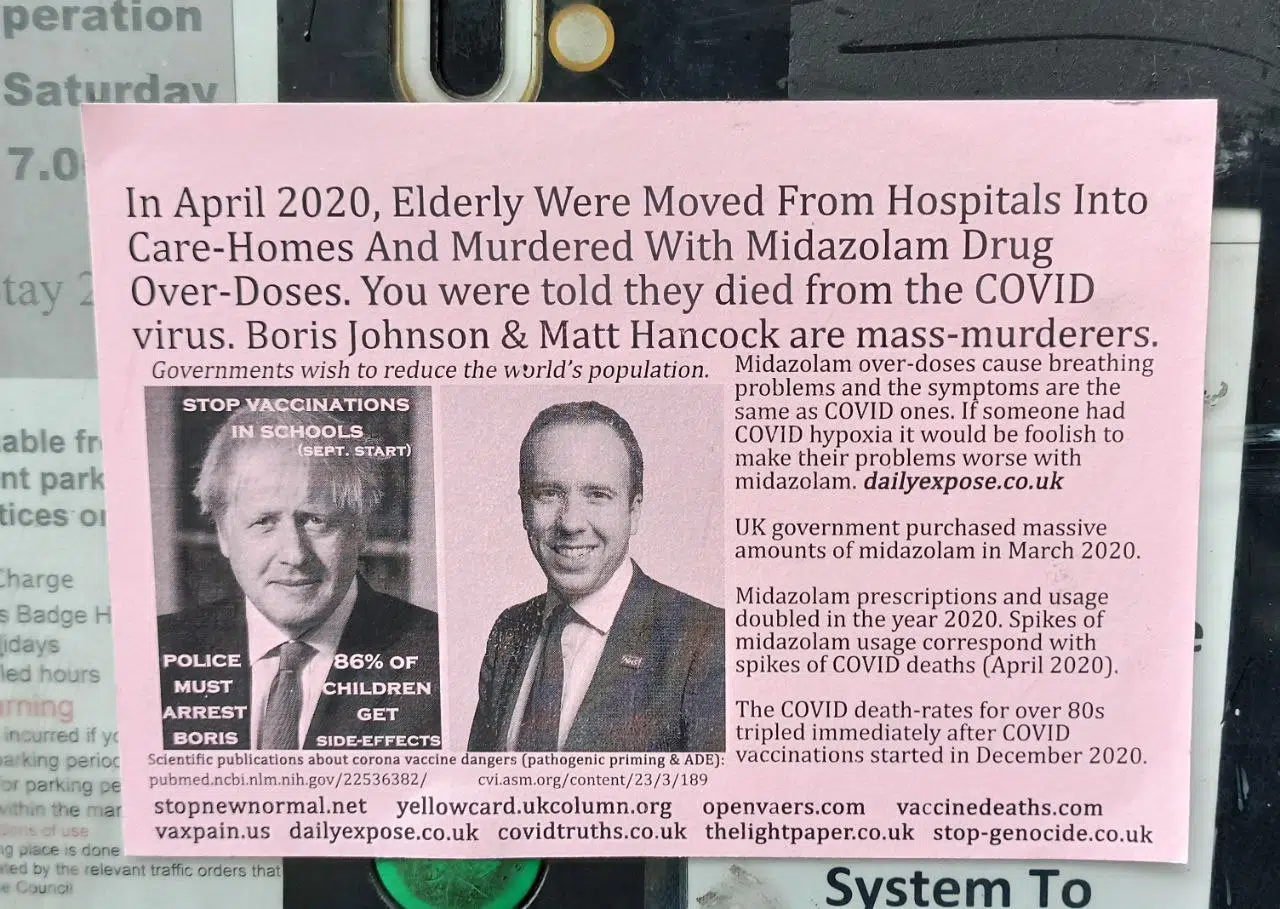 peration
Saturday
7.0
tay 2
able fr
nt park
tices or
Charge
s Badge H
idays
led hours
rning
incurred if yo
parking period
or parking pe
within the mar
ons of use
ng place is done
ated by the relevant traffic orders that
e Council
In April 2020, Elderly Were Moved From Hospitals Into
Care-Homes And Murdered With Midazolam Drug
Over-Doses. You were told they died from the COVID
virus. Boris Johnson & Matt Hancock are mass-murderers.
Governments wish to reduce the world's population.
STOP VACCINATIONS
IN SCHOOLS
(SEPT. START)
POLICE
MUST
ARREST
BORIS
86% OF
CHILDREN
GET
SIDE-EFFECTS
Midazolam over-doses cause breathing
problems and the symptoms are the
same as COVID ones. If someone had
COVID hypoxia it would be foolish to
make their problems worse with
midazolam. dailyexpose.co.uk
UK government purchased massive
amounts of midazolam in March 2020.
Midazolam prescriptions and usage
doubled in the year 2020. Spikes of
midazolam usage correspond with
spikes of COVID deaths (April 2020).
The COVID death-rates for over 80s
tripled immediately after COVID
vaccinations started in December 2020.
Scientific publications about corona vaccine dangers (pathogenic priming & ADE):
pubmed.ncbi.nlm.nih.gov/22536382/ cvi.asm.org/content/23/3/189
stopnewnormal.net yellowcard.ukcolumn.org openvaers.com vaccinedeaths.com
vaxpain.us dailyexpose.co.uk covidtruths.co.uk thelightpaper.co.uk stop-genocide.co.uk
e
System To